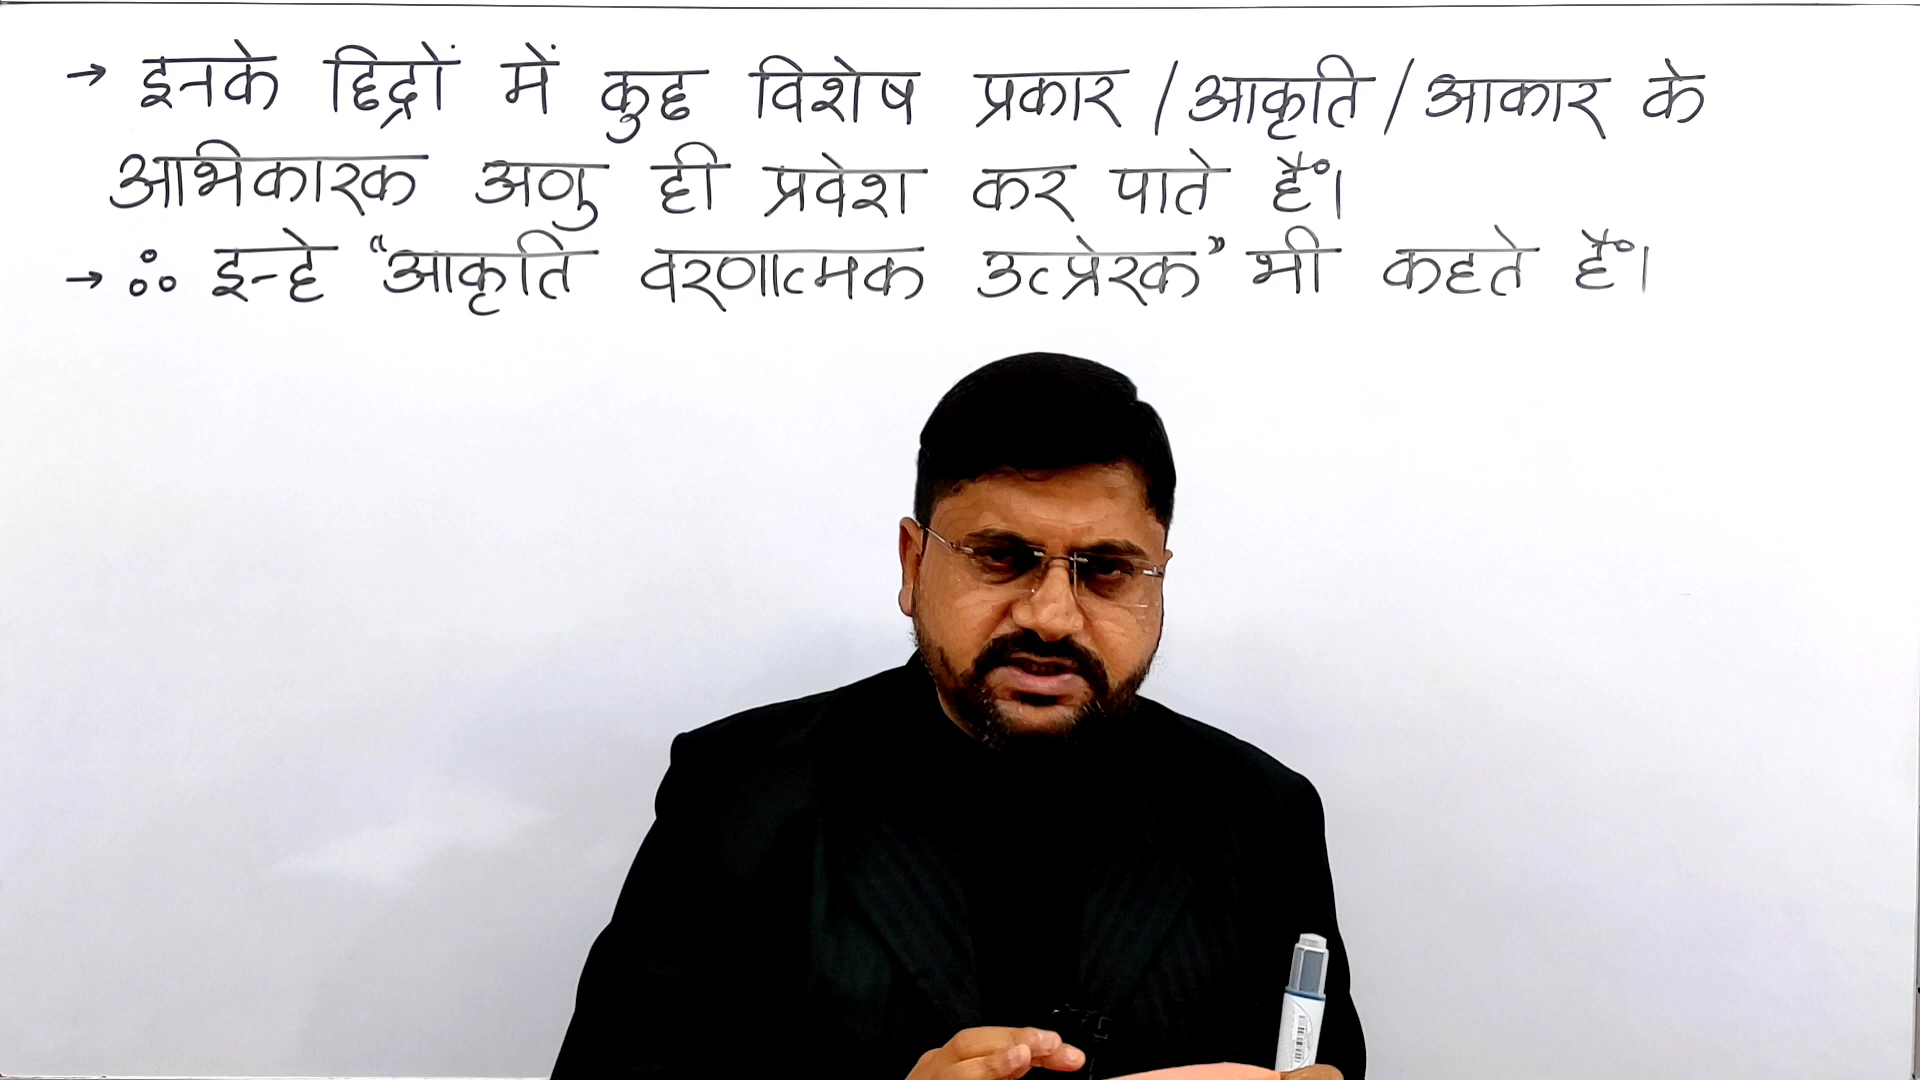 → इनके छिद्रों में कुछ विशेष प्रकार / आकृति / आकार के
अभिकारक अणु ही प्रवेश कर पाते हैं।
→ ∴ इन्हे “आकृति वरणात्मक उत्प्रेरक” भी कहते हैं।